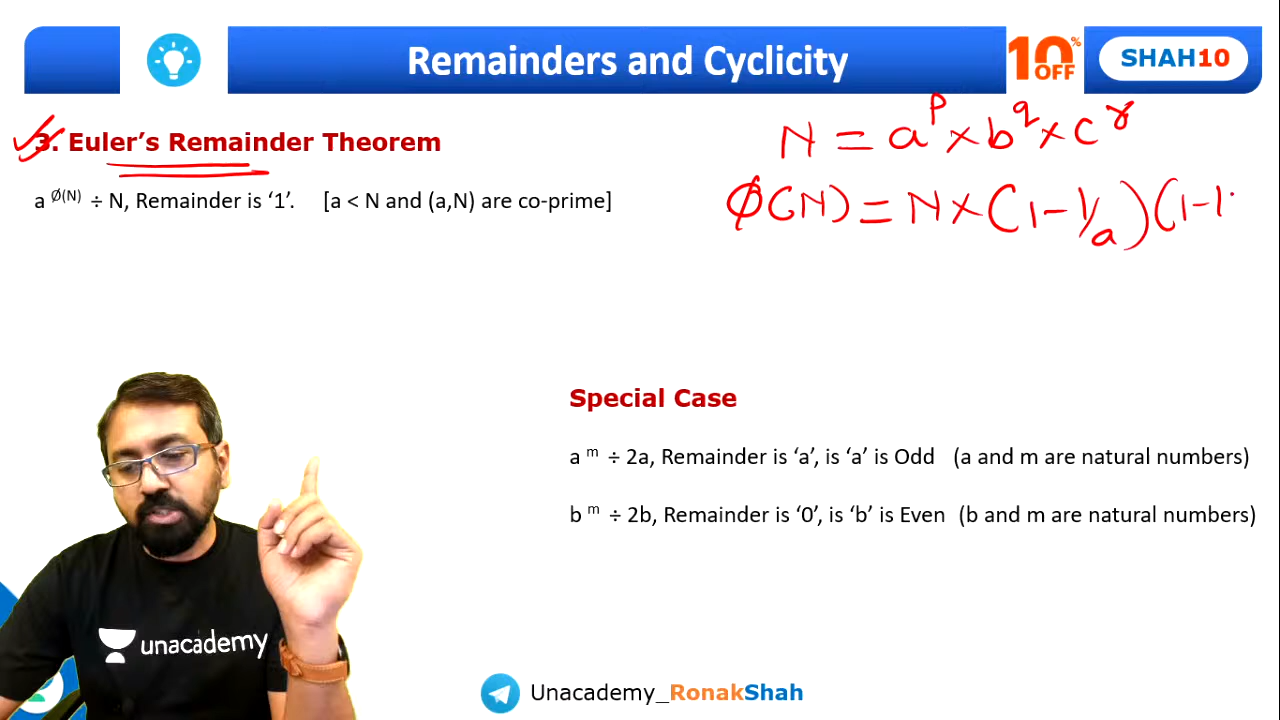 Remainders and Cyclicity
10% OFF
SHAH10
3. Euler’s Remainder Theorem
N = a^p × b^q × c^r
a ^Ø(N) ÷ N, Remainder is ‘1’. [a < N and (a,N) are co-prime]
Ø(N) = N × (1 - 1/a) (1 - 1
Special Case
a ^m ÷ 2a, Remainder is ‘a’, is ‘a’ is Odd (a and m are natural numbers)
b ^m ÷ 2b, Remainder is ‘0’, is ‘b’ is Even (b and m are natural numbers)
unacademy
Unacademy_RonakShah